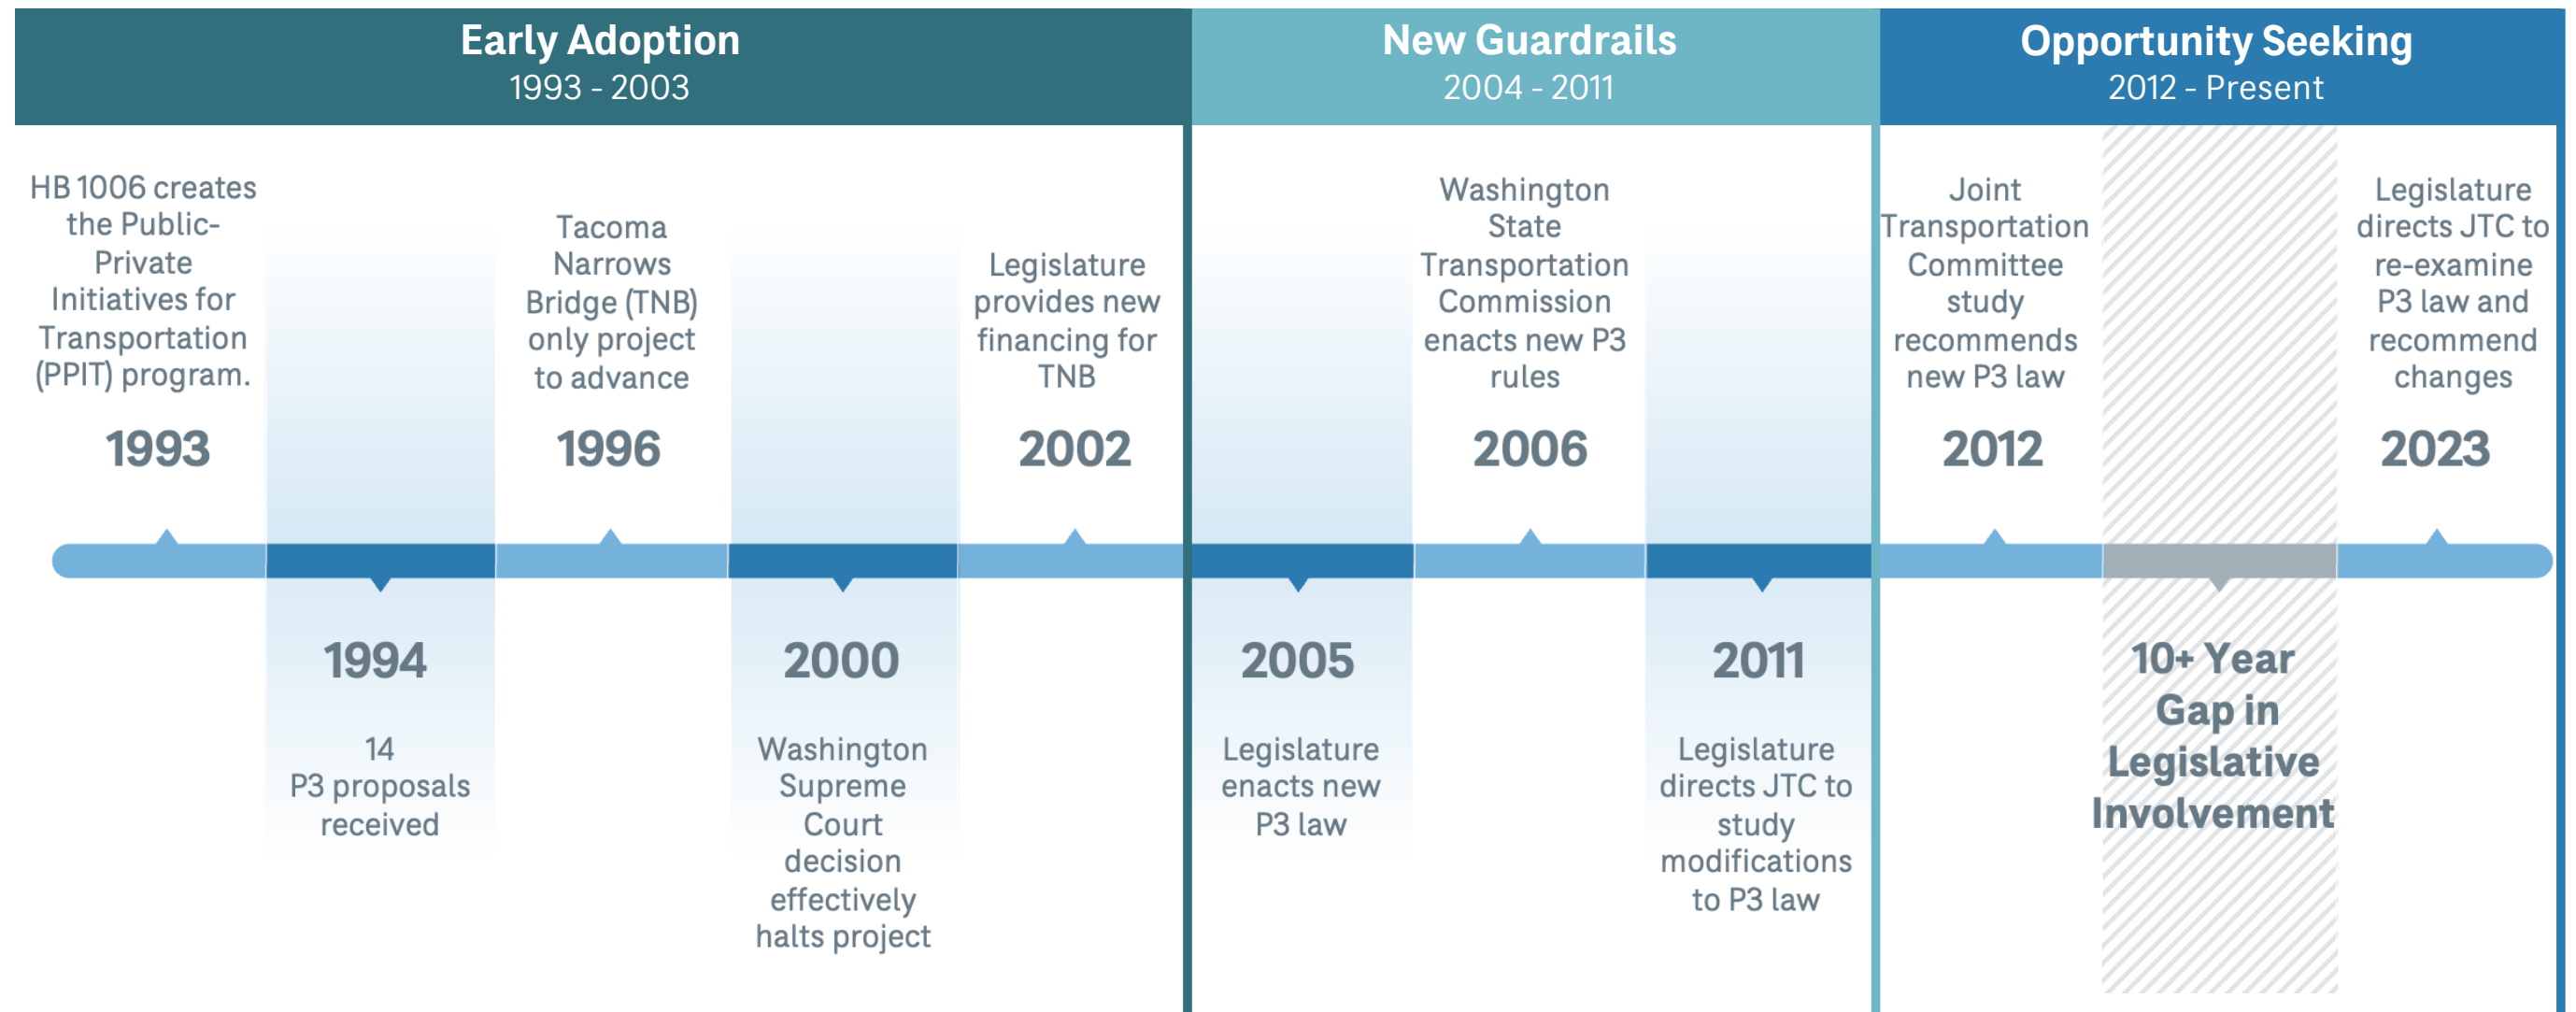 Early Adoption
1993 - 2003
New Guardrails
2004 - 2011
Opportunity Seeking
2012 - Present
HB 1006 creates
the Public-
Private
Initiatives for
Transportation
(PPIT) program.
1993
1994
14
P3 proposals
received
Tacoma
Narrows
Bridge (TNB)
only project
to advance
1996
2000
Washington
Supreme
Court
decision
effectively
halts project
Legislature
provides new
financing for
TNB
2002
2005
Legislature
enacts new
P3 law
Washington
State
Transportation
Commission
enacts new P3
rules
2006
2011
Legislature
directs JTC to
study
modifications
to P3 law
Joint
Transportation
Committee
study
recommends
new P3 law
2012
10+ Year
Gap in
Legislative
Involvement
Legislature
directs JTC to
re-examine
P3 law and
recommend
changes
2023